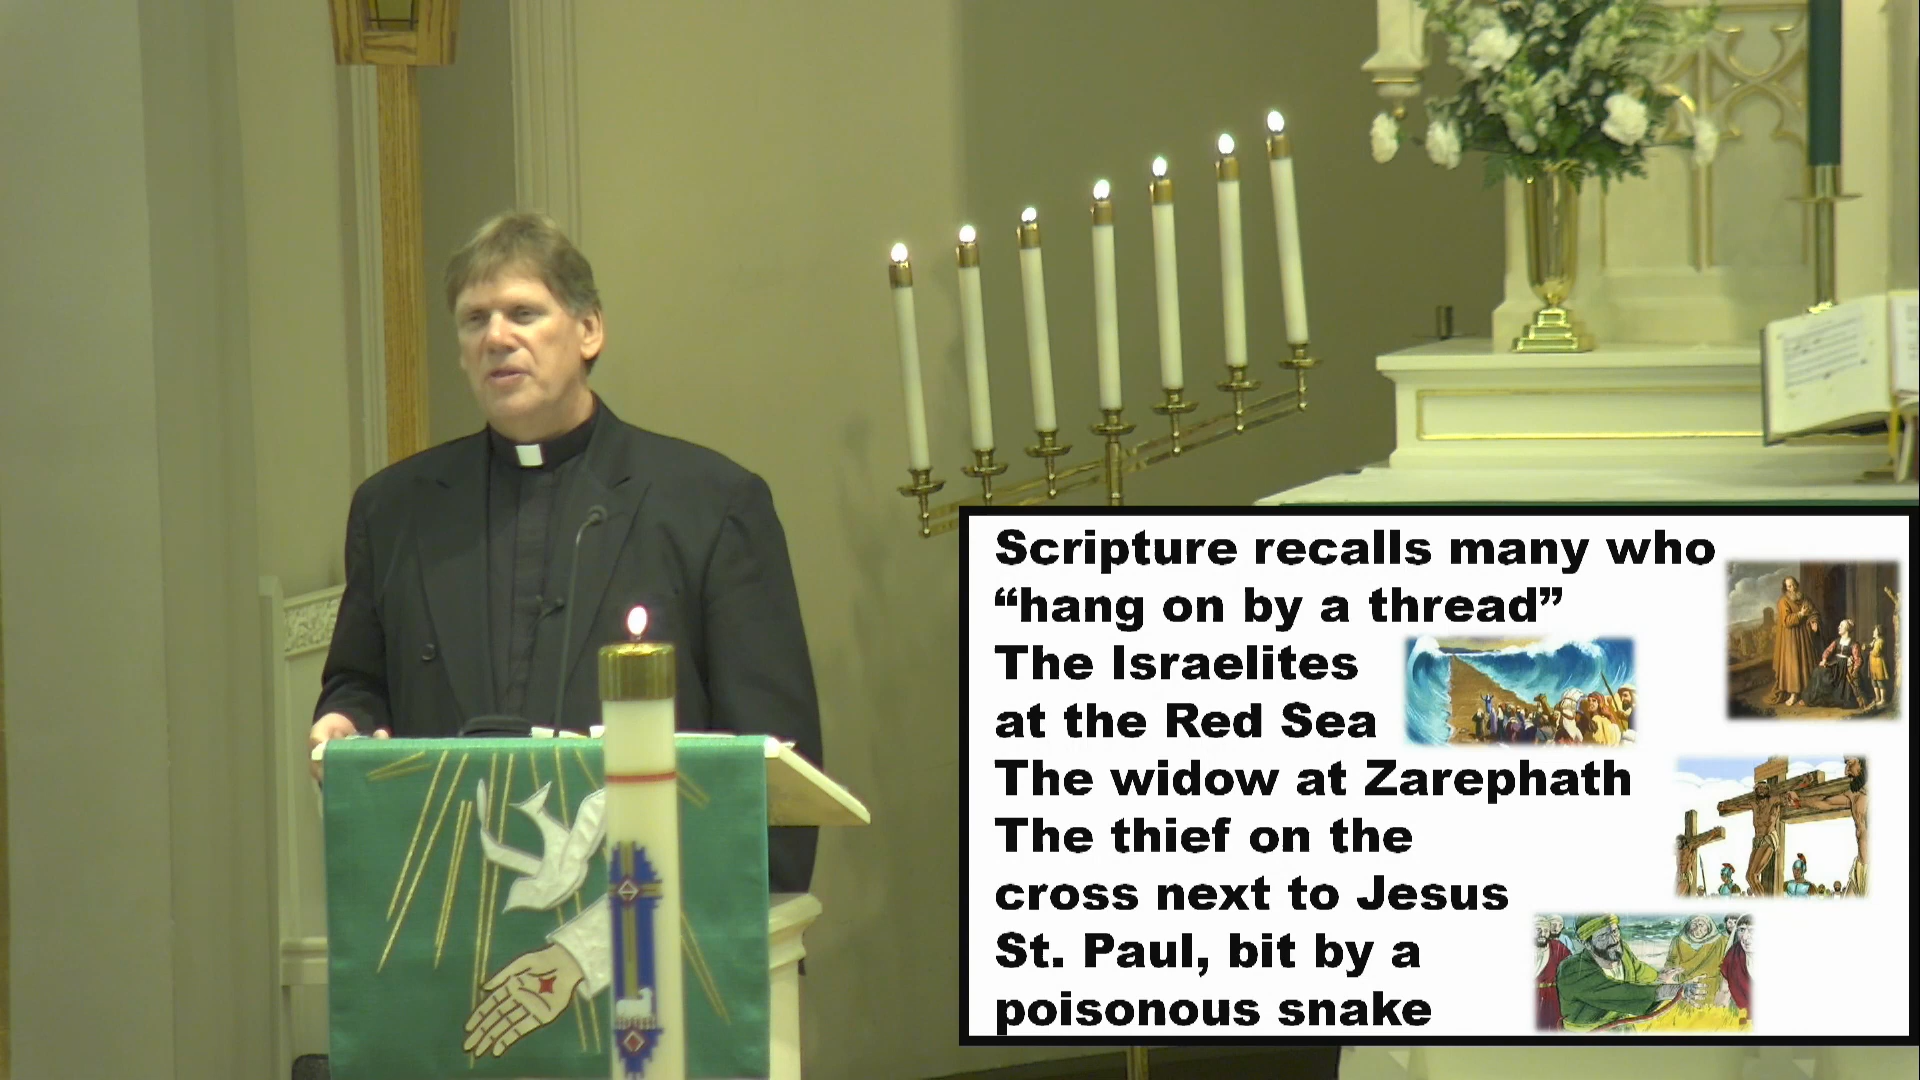 Scripture recalls many who
“hang on by a thread”
The Israelites
at the Red Sea
The widow at Zarephath
The thief on the
cross next to Jesus
St. Paul, bit by a
poisonous snake